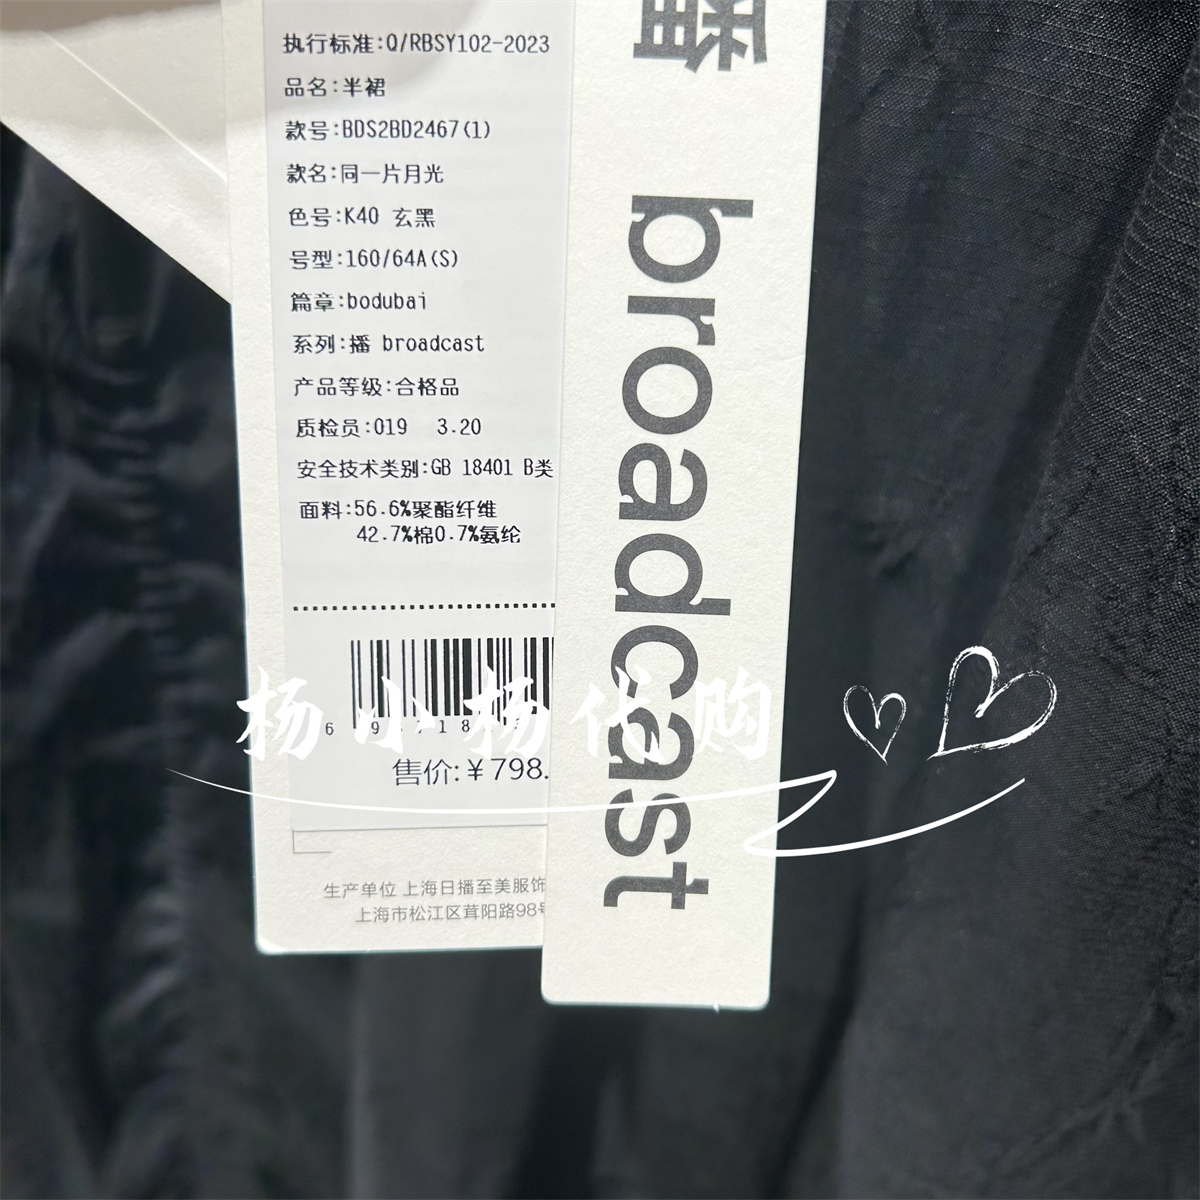 执行标准:Q/RBSY102-2023
品名:半裙
款号:BDS2BD2467(1)
款名:同一片月光
色号:K40 玄黑
号型:160/64A(S)
篇章:bodubai
系列:播 broadcast
产品等级:合格品
质检员:019 3.20
安全技术类别:GB 18401 B类
面料:56.6%聚酯纤维
42.7%棉0.7%氨纶
售价:¥798.
生产单位 上海日播至美服饰
上海市松江区茸阳路98号
broadcast
杨小杨代购